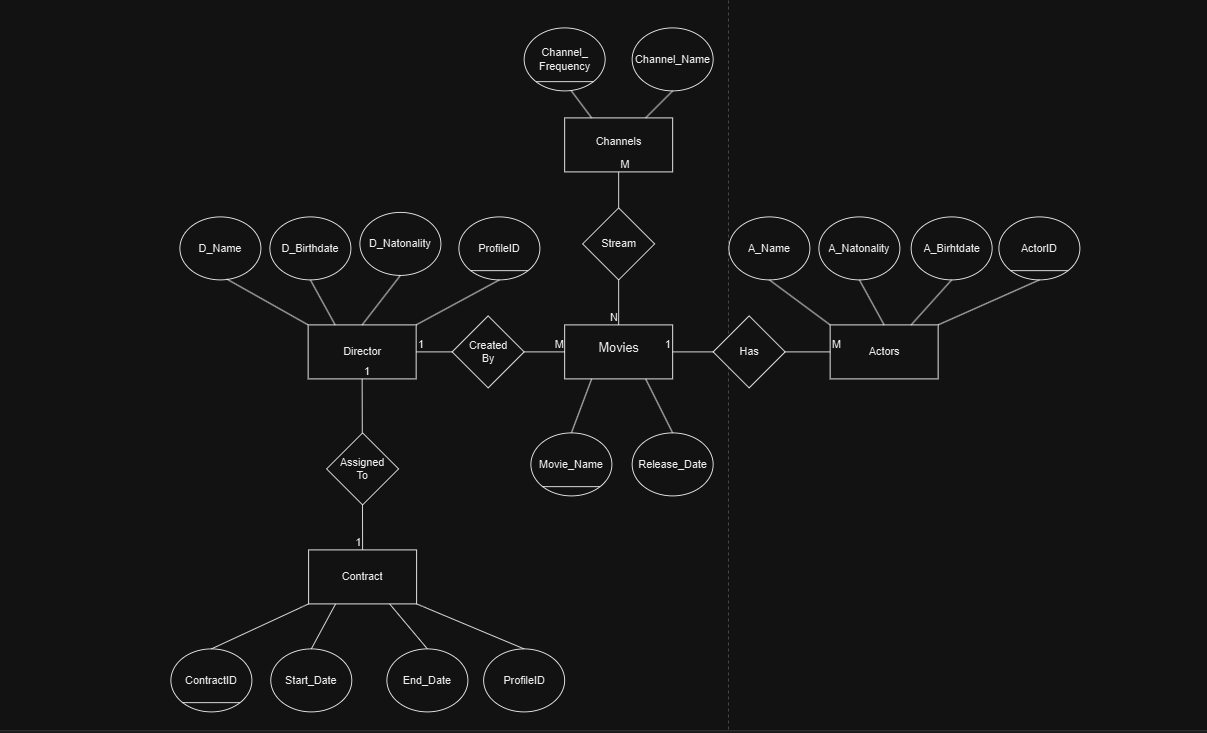 Channel_
Frequency
Channel_Name
Channels
M
Stream
N
D_Name
D_Birthdate
D_Natonality
ProfileID
A_Name
A_Natonality
A_Birhtdate
ActorID
Director
1
1
Created
By
M
Movies
1
Has
M
Actors
Assigned
To
1
Movie_Name
Release_Date
Contract
ContractID
Start_Date
End_Date
ProfileID